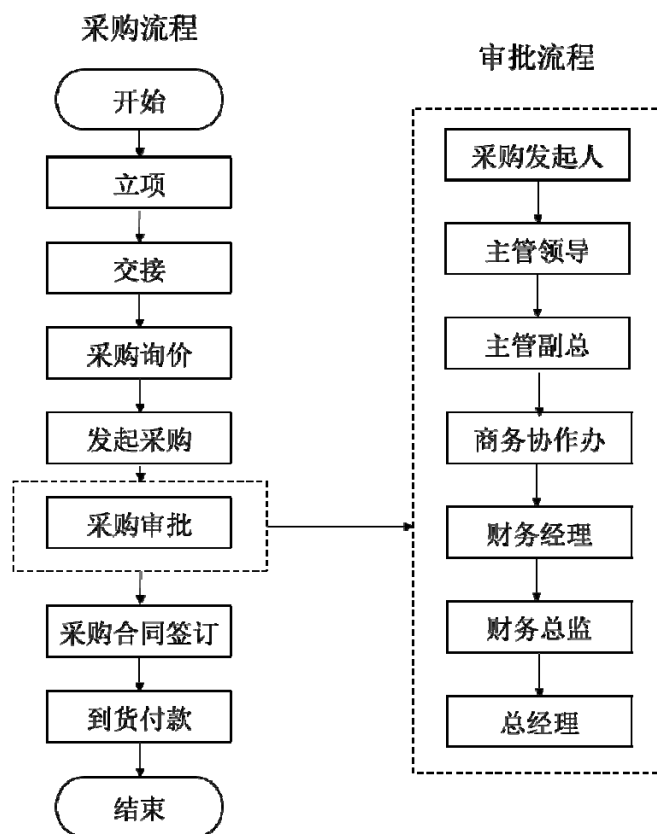 采购流程
开始
立项
交接
采购询价
发起采购
采购审批
采购合同签订
到货付款
结束
审批流程
采购发起人
主管领导
主管副总
商务协作办
财务经理
财务总监
总经理